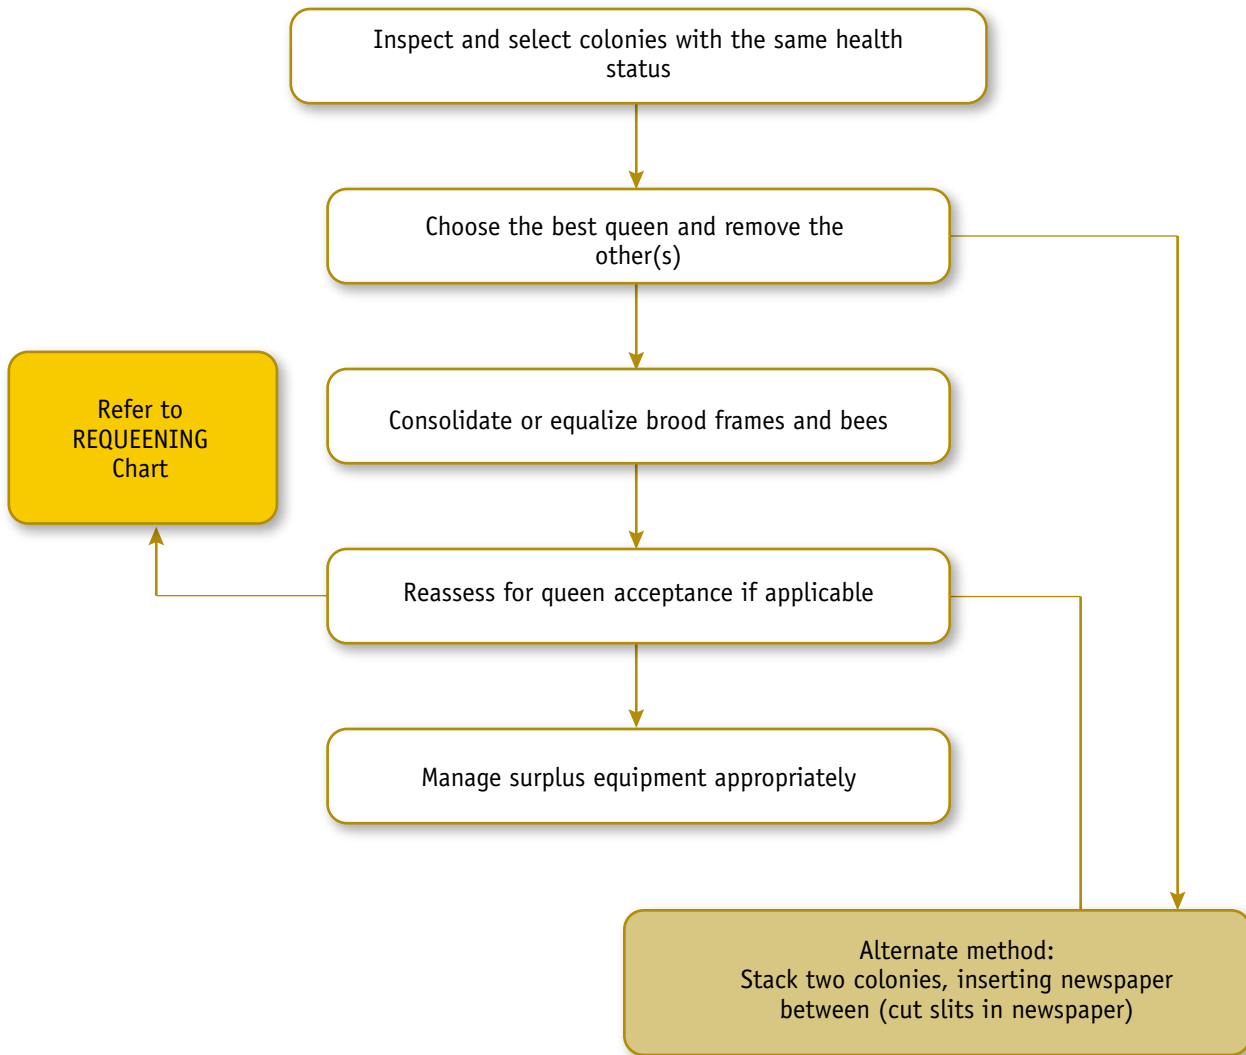 Inspect and select colonies with the same health
status
Choose the best queen and remove the
other(s)
Consolidate or equalize brood frames and bees
Refer to
REQUEENING
Chart
Reassess for queen acceptance if applicable
Manage surplus equipment appropriately
Alternate method:
Stack two colonies, inserting newspaper
between (cut slits in newspaper)